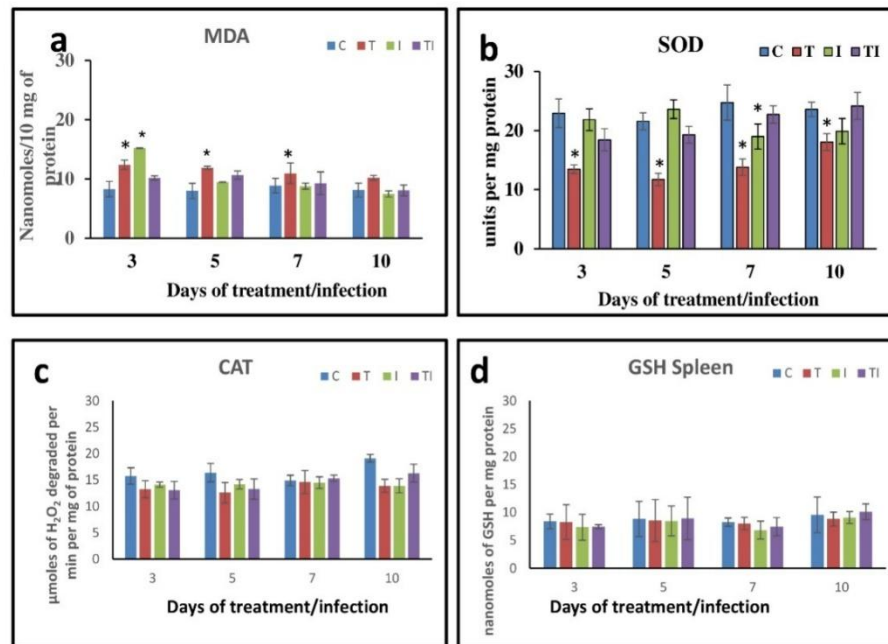 a
MDA
C T I TI
Nanomoles/10 mg of
protein
30
20
10
0
* *
*
*
3 5 7 10
Days of treatment/infection
b
SOD
C T I TI
units per mg protein
30
20
10
0
*
*
* *
*
3 5 7 10
Days of treatment/infection
c
CAT
C T I TI
µmoles of H₂O₂ degraded per
min per mg of protein
30
25
20
15
10
5
0
3 5 7 10
Days of treatment/infection
d
GSH Spleen
C T I TI
nanomoles of GSH per mg protein
30
25
20
15
10
5
0
3 5 7 10
Days of treatment/infection